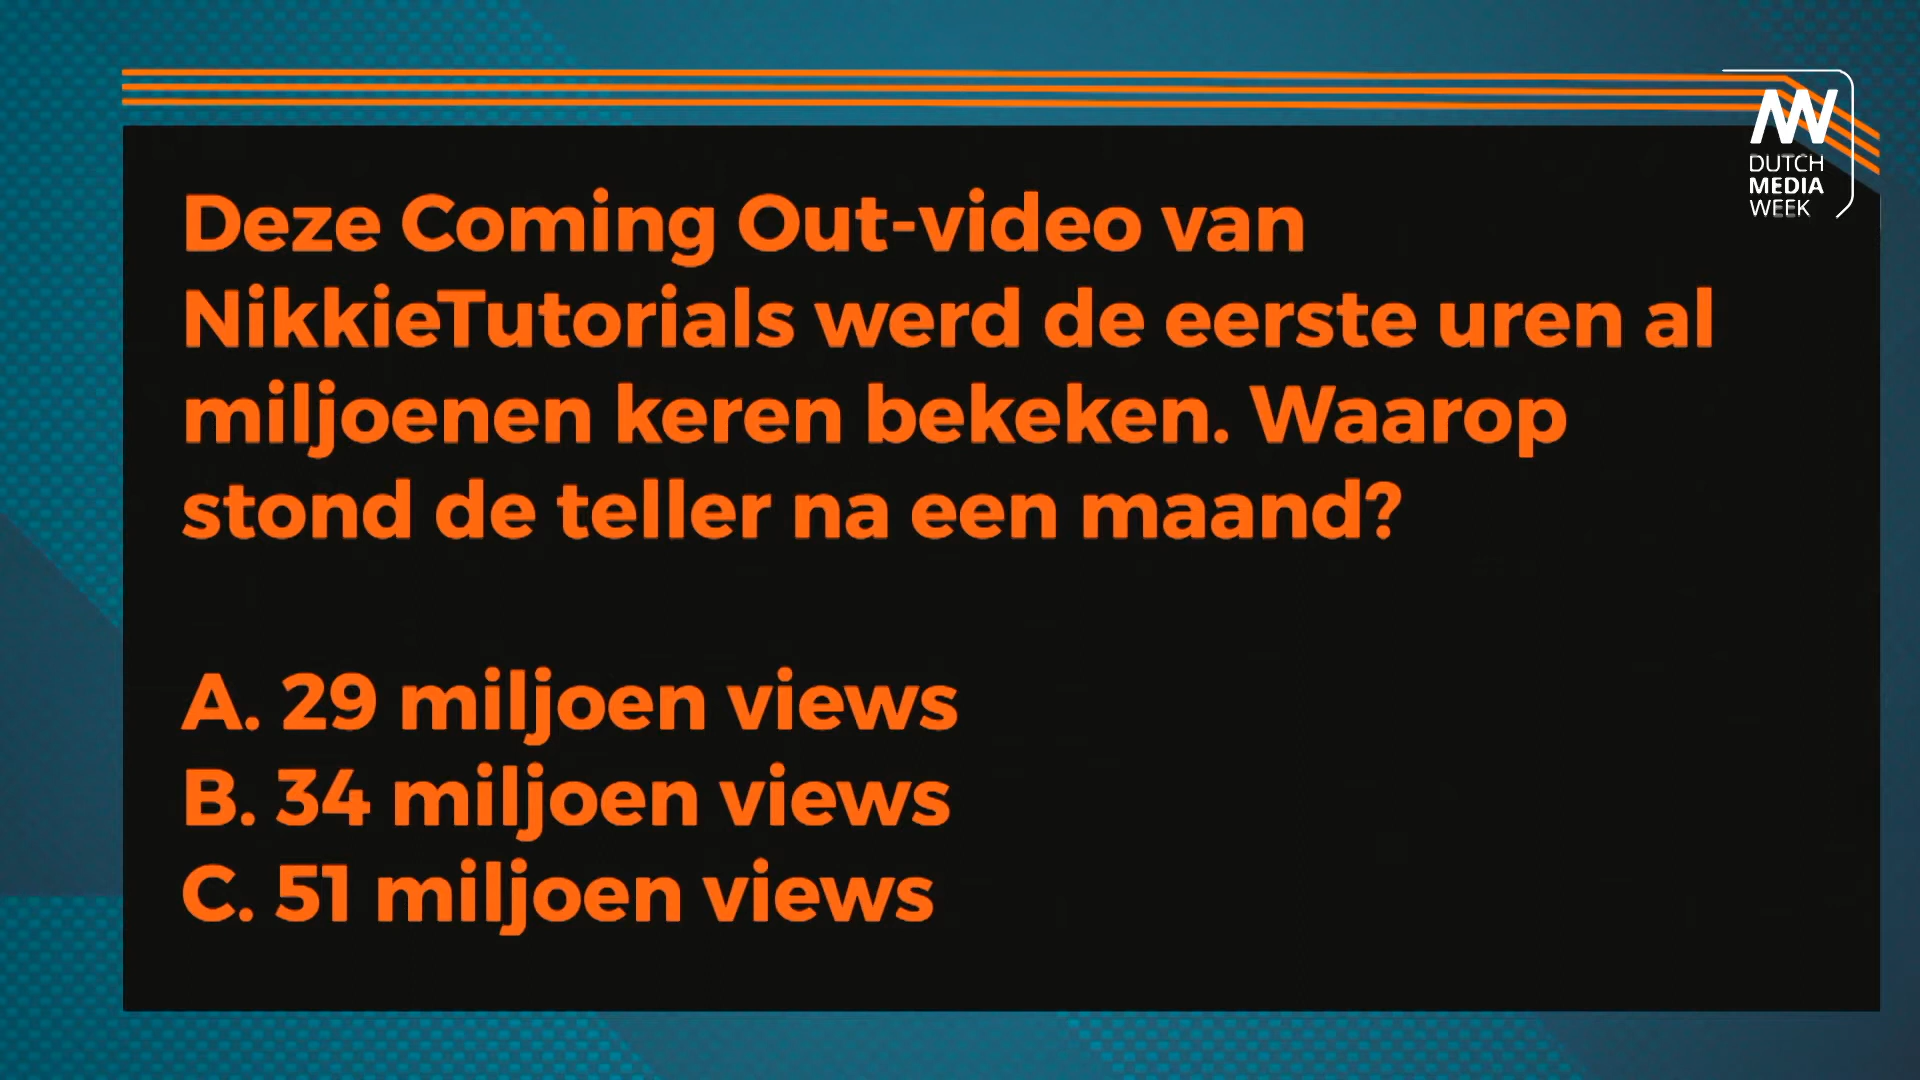 DUTCH
MEDIA
WEEK
Deze Coming Out-video van
NikkieTutorials werd de eerste uren al
miljoenen keren bekeken. Waarop
stond de teller na een maand?
A. 29 miljoen views
B. 34 miljoen views
C. 51 miljoen views